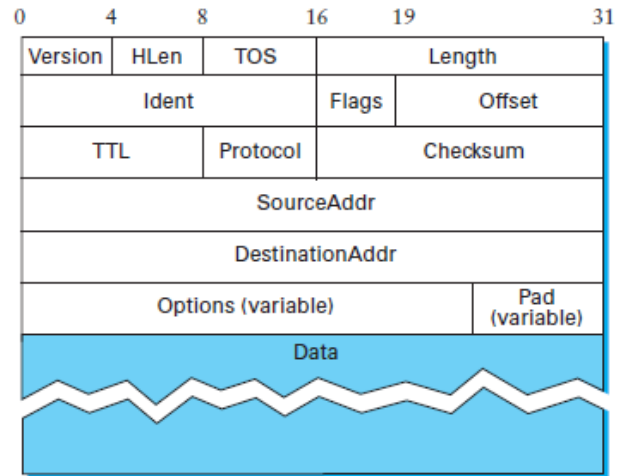 0 4 8 16 19 31
Version HLen TOS Length
Ident Flags Offset
TTL Protocol Checksum
SourceAddr
DestinationAddr
Options (variable) Pad
(variable)
Data